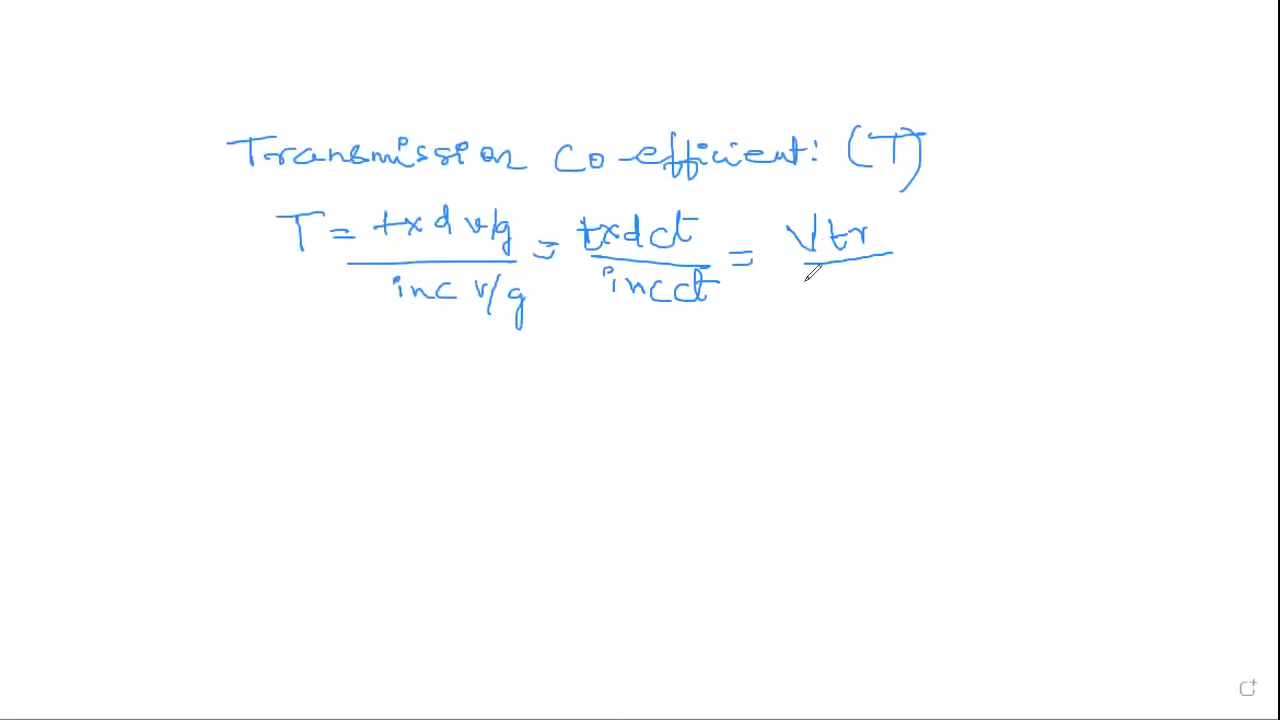 Transmission co-efficient: (T)
T = txd v/g / inc v/g = txd ct / inc ct = Vtr /